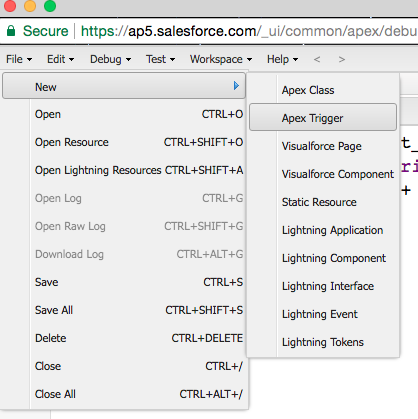 Secure https://ap5.salesforce.com/_ui/common/apex/debu
File Edit Debug Test Workspace Help < >
New
Open CTRL+O
Open Resource CTRL+SHIFT+O
Open Lightning Resources CTRL+SHIFT+A
Open Log CTRL+G
Open Raw Log CTRL+SHIFT+G
Download Log CTRL+ALT+G
Save CTRL+S
Save All CTRL+SHIFT+S
Delete CTRL+DELETE
Close CTRL+/
Close All CTRL+ALT+/
Apex Class
Apex Trigger
Visualforce Page
Visualforce Component
Static Resource
Lightning Application
Lightning Component
Lightning Interface
Lightning Event
Lightning Tokens
t_
ri
+